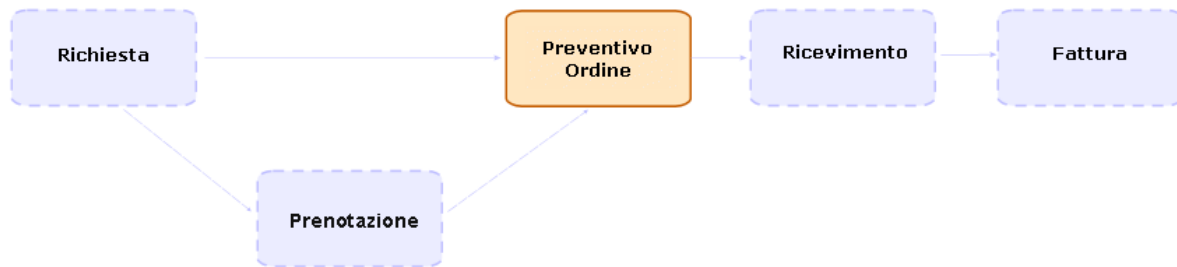 Richiesta
Preventivo
Ordine
Ricevimento
Fattura
Prenotazione